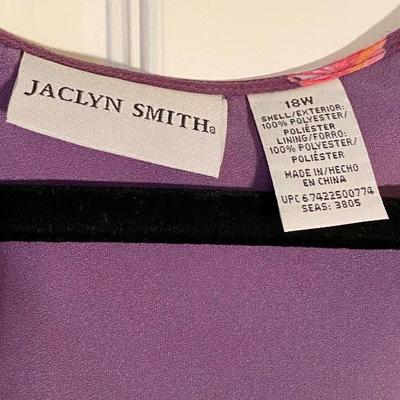 JACLYN SMITH®
18W
SHELL/EXTERIOR:
100% POLYESTER/
POLIÉSTER
LINING/FORRO:
100% POLYESTER/
POLIÉSTER
MADE IN/HECHO
EN CHINA
UPC 67422500774
SEAS: 3805